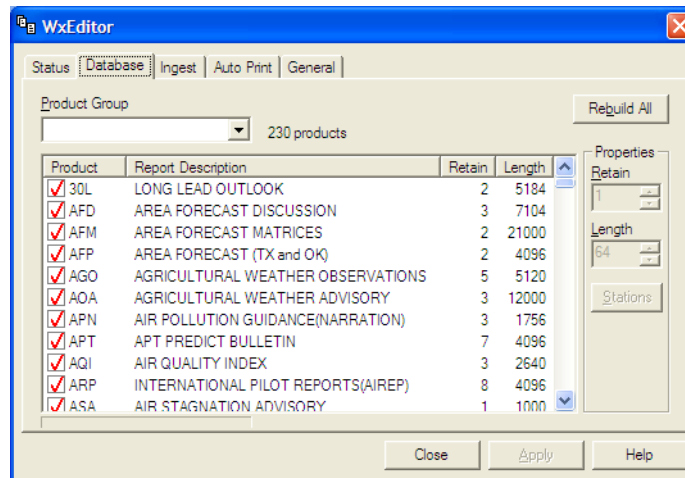 WxEditor
Status Database Ingest Auto Print General
Product Group
Rebuild All
230 products
Properties
Product Report Description Retain Length
Retain
30L LONG LEAD OUTLOOK 2 5184
1
AFD AREA FORECAST DISCUSSION 3 7104
AFM AREA FORECAST MATRICES 2 21000
Length
AFP AREA FORECAST (TX and OK) 2 4096
64
AGO AGRICULTURAL WEATHER OBSERVATIONS 5 5120
AOA AGRICULTURAL WEATHER ADVISORY 3 12000
Stations
APN AIR POLLUTION GUIDANCE(NARRATION) 3 1756
APT APT PREDICT BULLETIN 7 4096
AQI AIR QUALITY INDEX 3 2640
ARP INTERNATIONAL PILOT REPORTS(AIREP) 8 4096
ASA AIR STAGNATION ADVISORY 1 1000
Close Apply Help